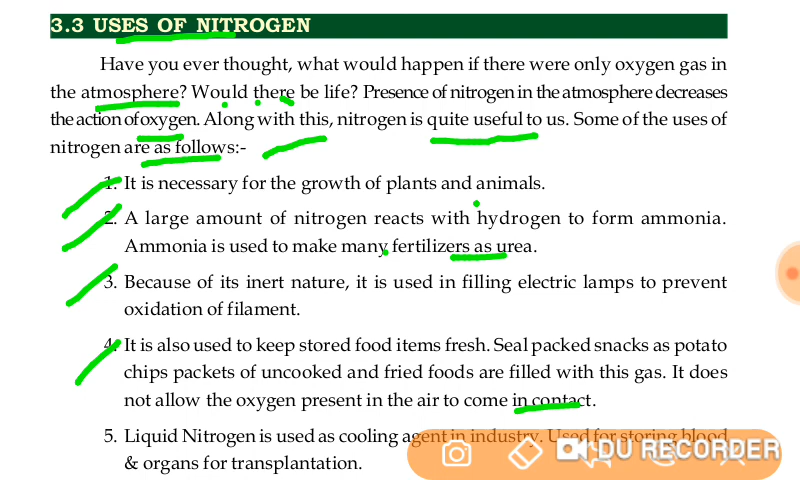 3.3 USES OF NITROGEN
Have you ever thought, what would happen if there were only oxygen gas in
the atmosphere? Would there be life? Presence of nitrogen in the atmosphere decreases
the action of oxygen. Along with this, nitrogen is quite useful to us. Some of the uses of
nitrogen are as follows:-
1. It is necessary for the growth of plants and animals.
2. A large amount of nitrogen reacts with hydrogen to form ammonia.
Ammonia is used to make many fertilizers as urea.
3. Because of its inert nature, it is used in filling electric lamps to prevent
oxidation of filament.
4. It is also used to keep stored food items fresh. Seal packed snacks as potato
chips packets of uncooked and fried foods are filled with this gas. It does
not allow the oxygen present in the air to come in contact.
5. Liquid Nitrogen is used as cooling agent in industry. Used for storing blood
& organs for transplantation.
DU RECORDER